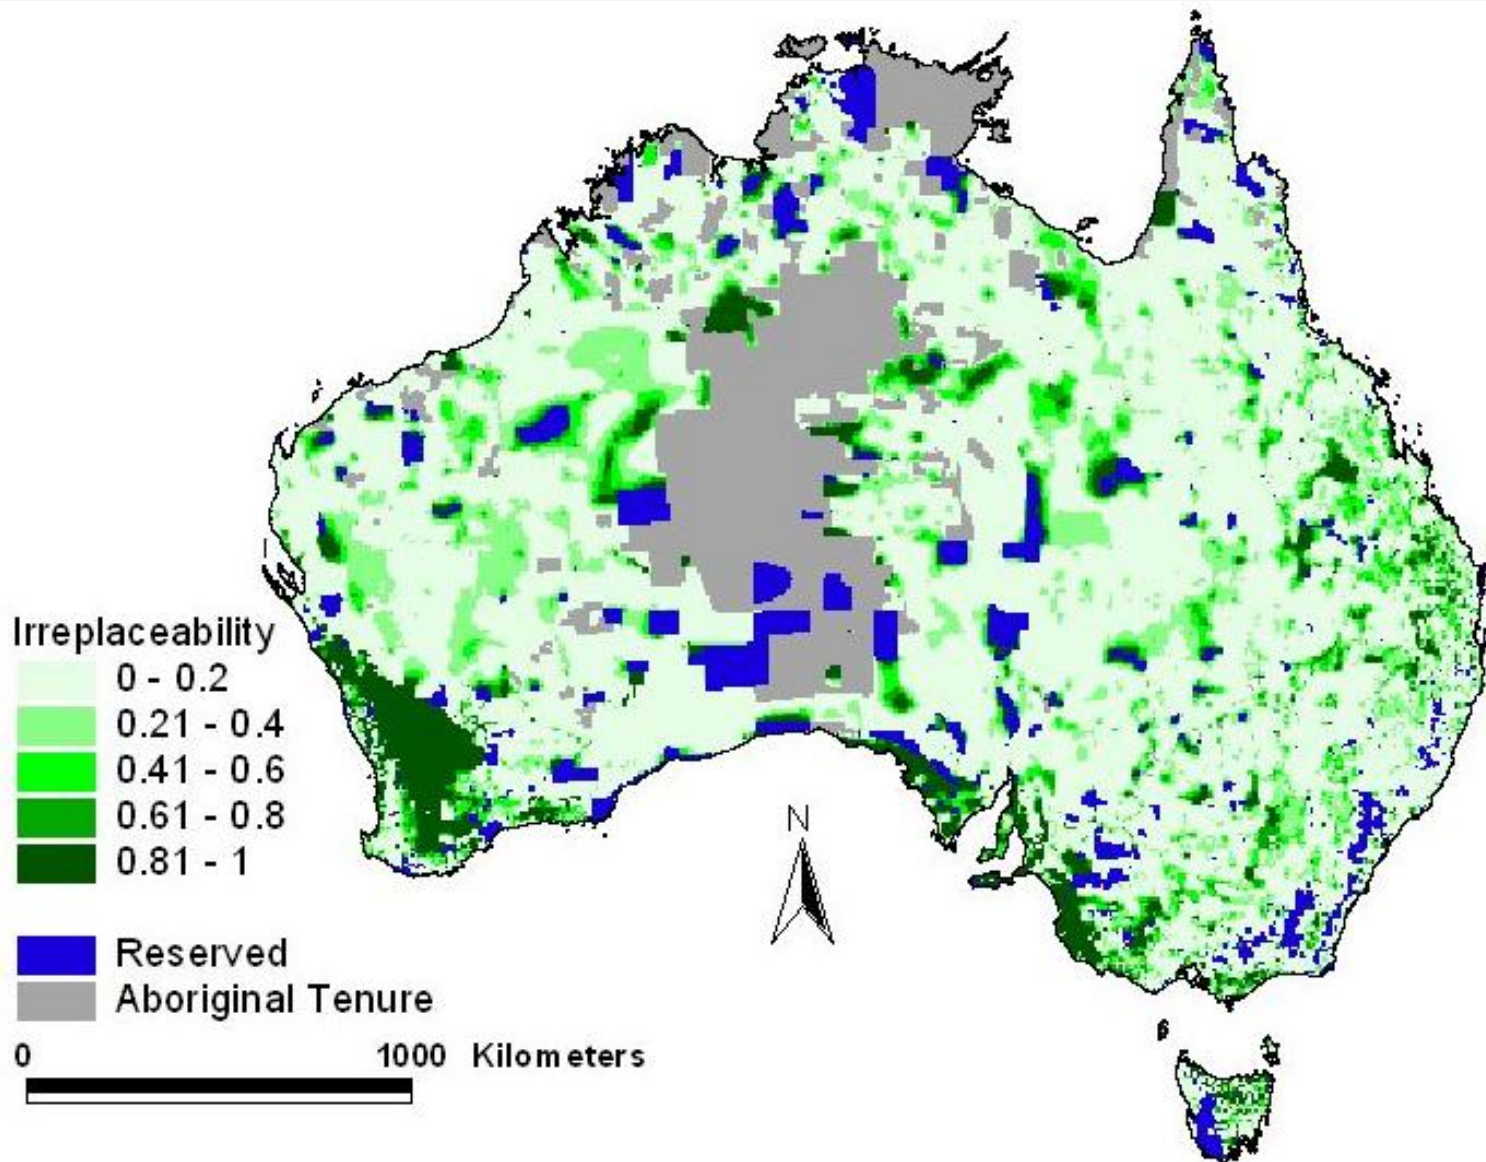 N
Irreplaceability
0 - 0.2
0.21 - 0.4
0.41 - 0.6
0.61 - 0.8
0.81 - 1
Reserved
Aboriginal Tenure
0 1000 Kilometers